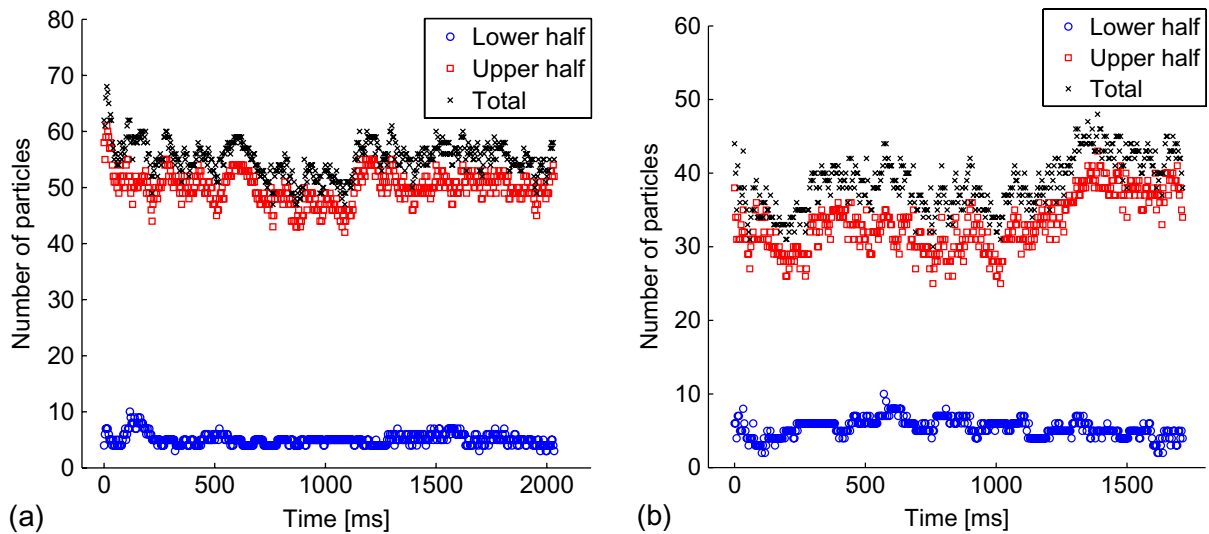 80
70
60
50
40
30
20
10
0
Number of particles
0
500
1000
1500
2000
Time [ms]
Lower half
Upper half
Total
(a)
60
50
40
30
20
10
0
Number of particles
0
500
1000
1500
Time [ms]
Lower half
Upper half
Total
(b)